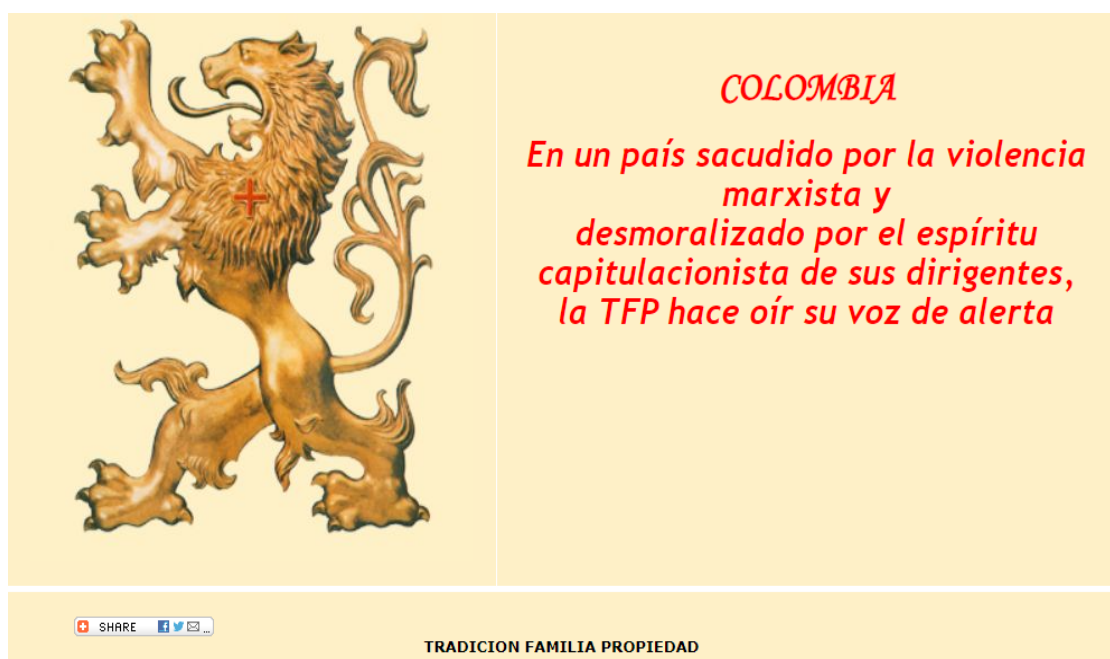 COLOMBIA
En un país sacudido por la violencia
marxista y
desmoralizado por el espíritu
capitulacionista de sus dirigentes,
la TFP hace oír su voz de alerta
SHARE ...
TRADICION FAMILIA PROPIEDAD